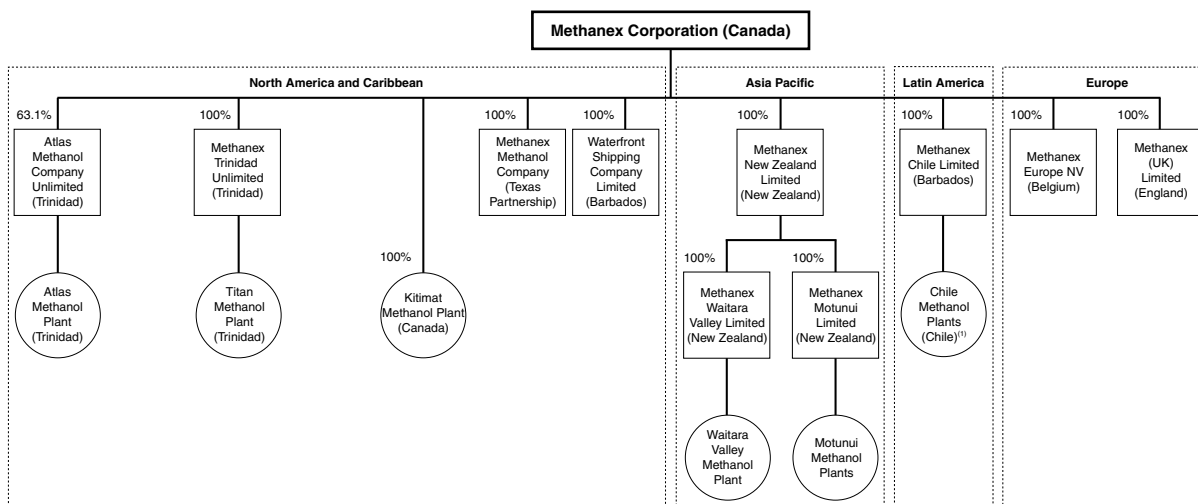 Methanex Corporation (Canada)
North America and Caribbean
Asia Pacific
Latin America
Europe
63.1%
100%
100%
100%
100%
100%
100%
100%
Atlas
Methanol
Company
Unlimited
(Trinidad)
Methanex
Trinidad
Unlimited
(Trinidad)
Methanex
Methanol
Company
(Texas
Partnership)
Waterfront
Shipping
Company
Limited
(Barbados)
Methanex
New Zealand
Limited
(New Zealand)
Methanex
Chile Limited
(Barbados)
Methanex
Europe NV
(Belgium)
Methanex
(UK)
Limited
(England)
100%
100%
100%
Atlas
Methanol
Plant
(Trinidad)
Titan
Methanol
Plant
(Trinidad)
Kitimat
Methanol Plant
(Canada)
Methanex
Waitara
Valley Limited
(New Zealand)
Methanex
Motunui
Limited
(New Zealand)
Chile
Methanol
Plants
(Chile)(1)
Waitara
Valley
Methanol
Plant
Motunui
Methanol
Plants